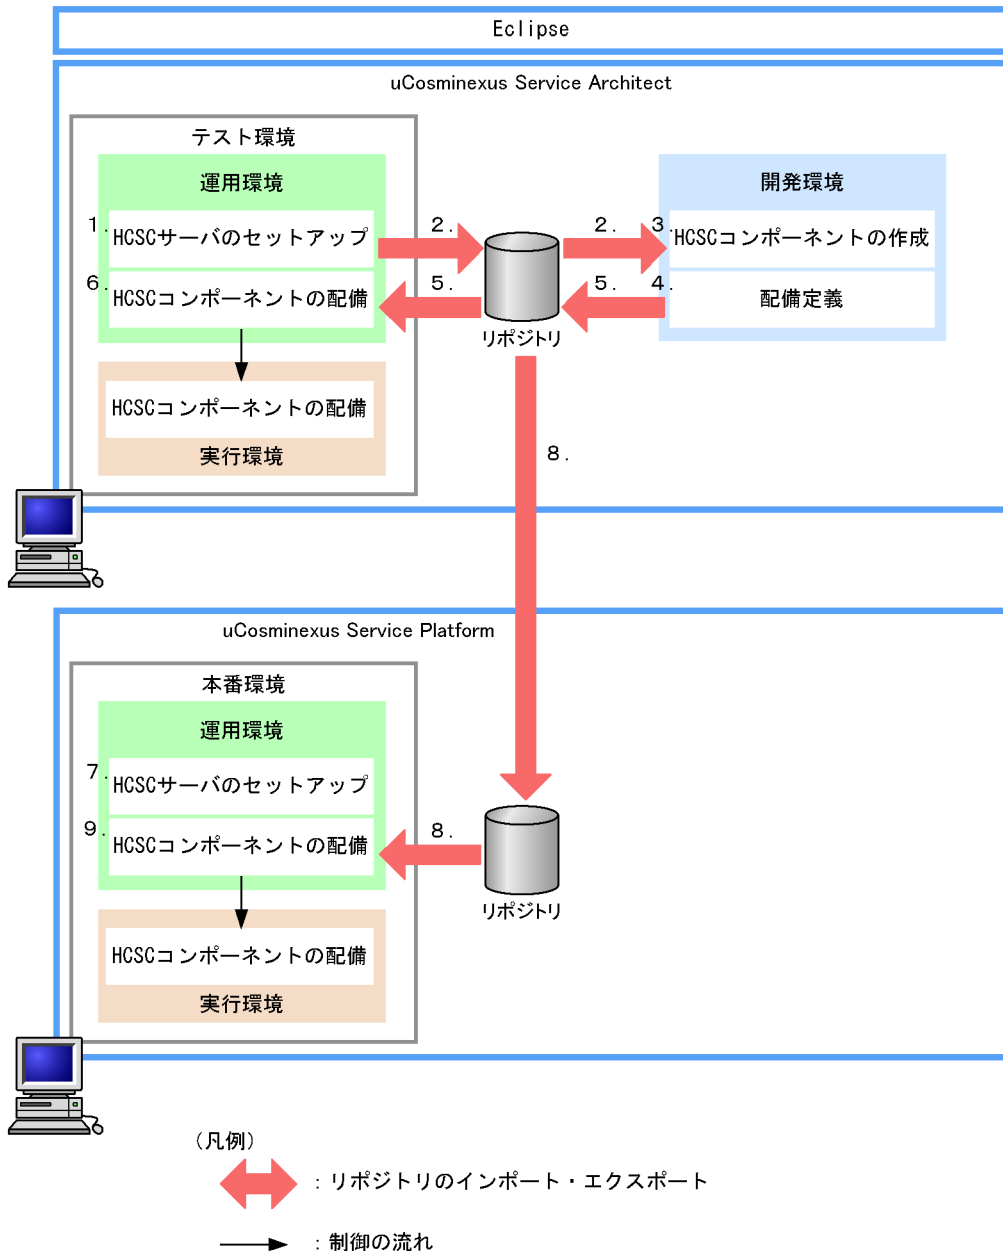 Eclipse
uCosminexus Service Architect
テスト環境
運用環境
開発環境
1.
HCSCサーバのセットアップ
2.
2.
3.
HCSCコンポーネントの作成
6.
HCSCコンポーネントの配備
5.
5.
4.
配備定義
リポジトリ
HCSCコンポーネントの配備
実行環境
8.
uCosminexus Service Platform
本番環境
運用環境
7.
HCSCサーバのセットアップ
9.
HCSCコンポーネントの配備
8.
リポジトリ
HCSCコンポーネントの配備
実行環境
(凡例)
：リポジトリのインポート・エクスポート
：制御の流れ